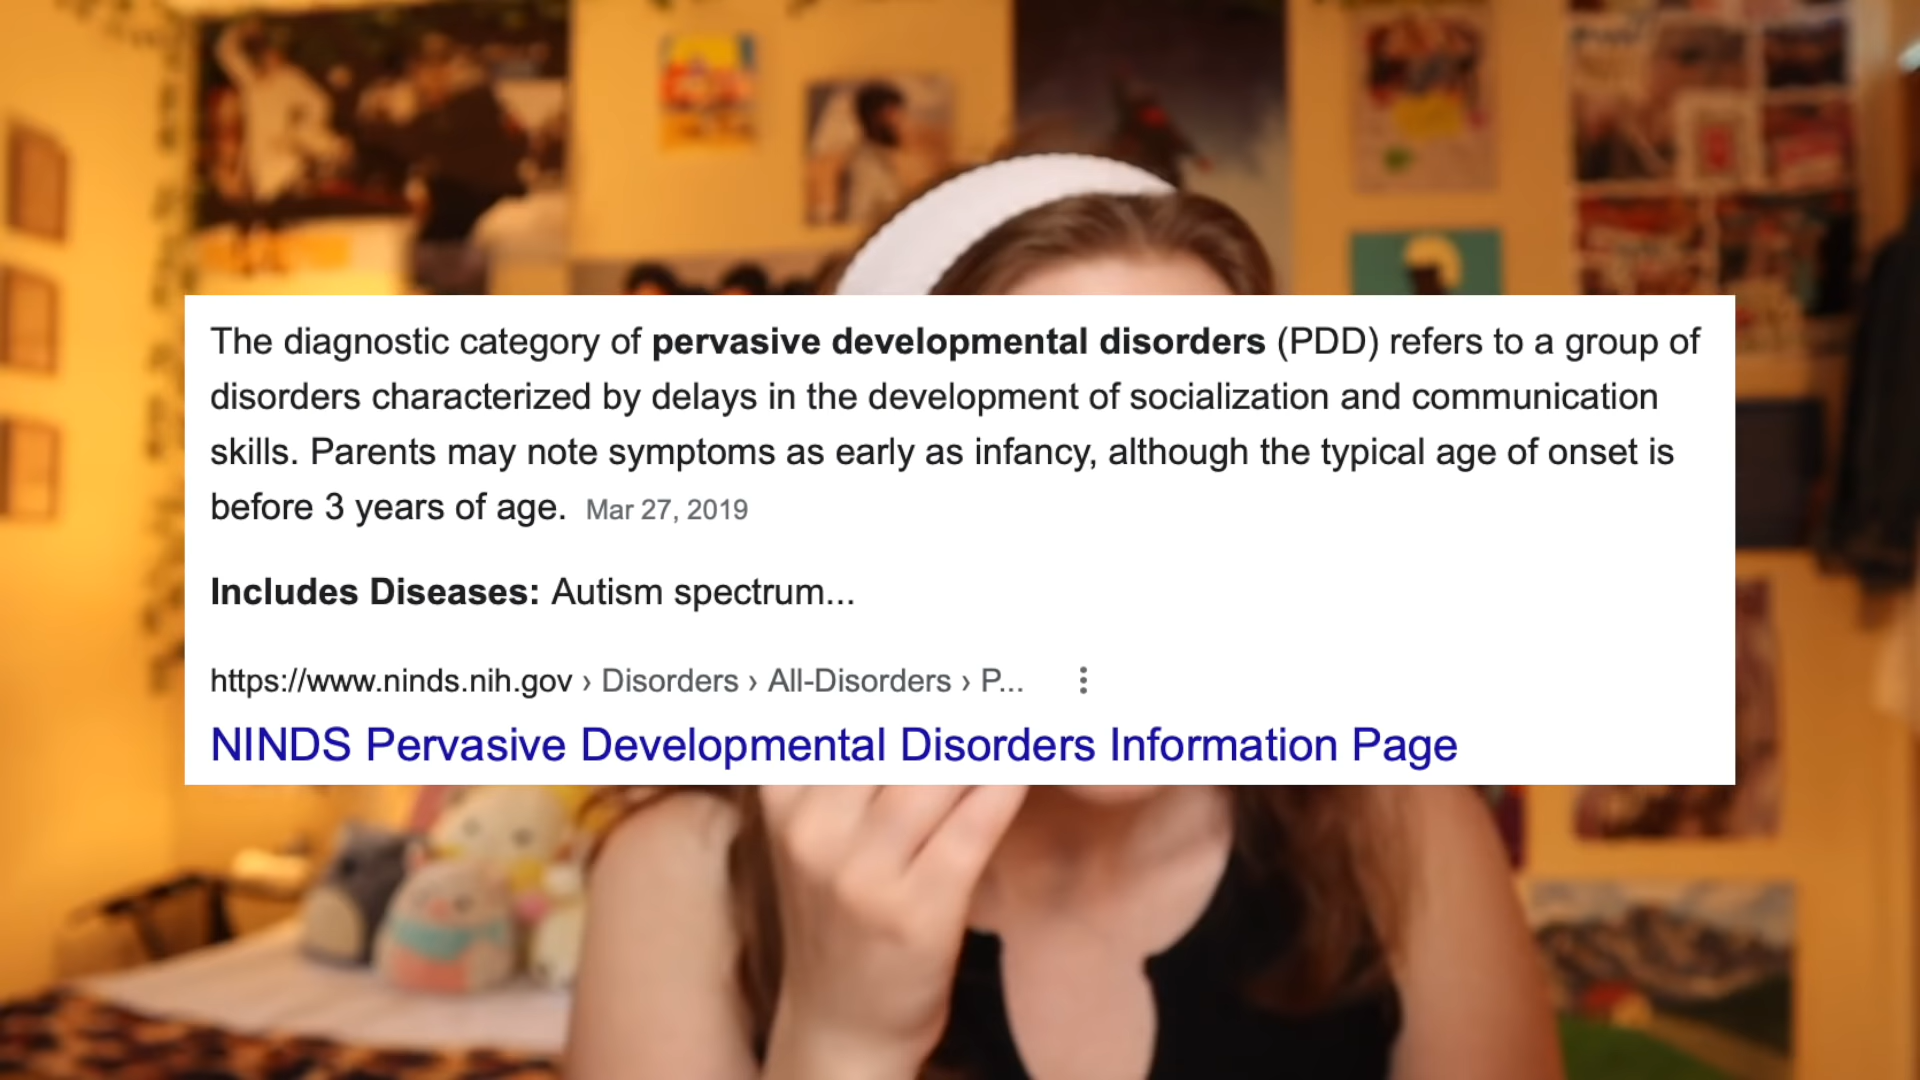 The diagnostic category of pervasive developmental disorders (PDD) refers to a group of
disorders characterized by delays in the development of socialization and communication
skills. Parents may note symptoms as early as infancy, although the typical age of onset is
before 3 years of age. Mar 27, 2019
Includes Diseases: Autism spectrum...
https://www.ninds.nih.gov › Disorders › All-Disorders › P...
NINDS Pervasive Developmental Disorders Information Page